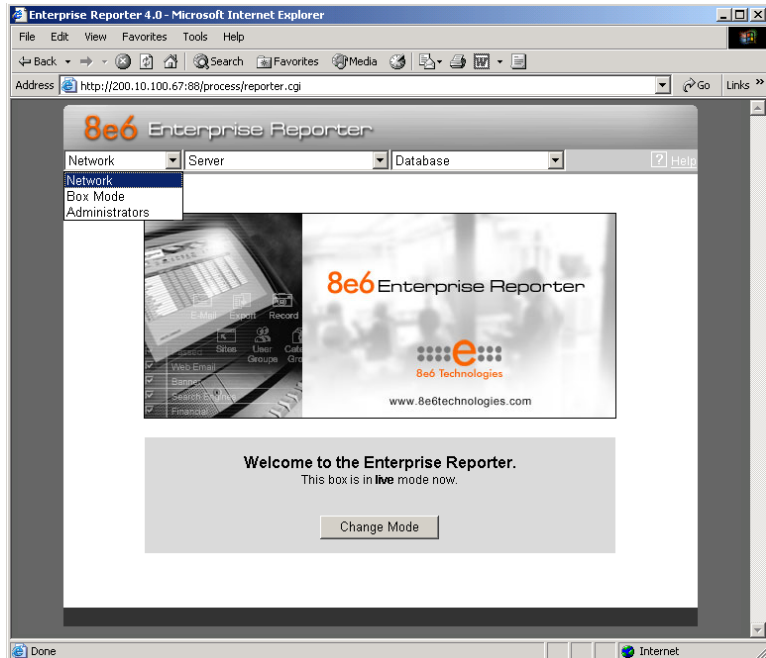 Enterprise Reporter 4.0 - Microsoft Internet Explorer
File Edit View Favorites Tools Help
Back Search Favorites Media
Address http://200.10.100.67:88/process/reporter.cgi Go Links »
8e6 Enterprise Reporter
Network Server Database ? Help
Network
Box Mode
Administrators
8e6 Enterprise Reporter
E-Mail Export Record
Sites User Groups
Web Email
Banner
Search Engines
Financial
e
8e6 Technologies
www.8e6technologies.com
Welcome to the Enterprise Reporter.
This box is in live mode now.
Change Mode
Done Internet